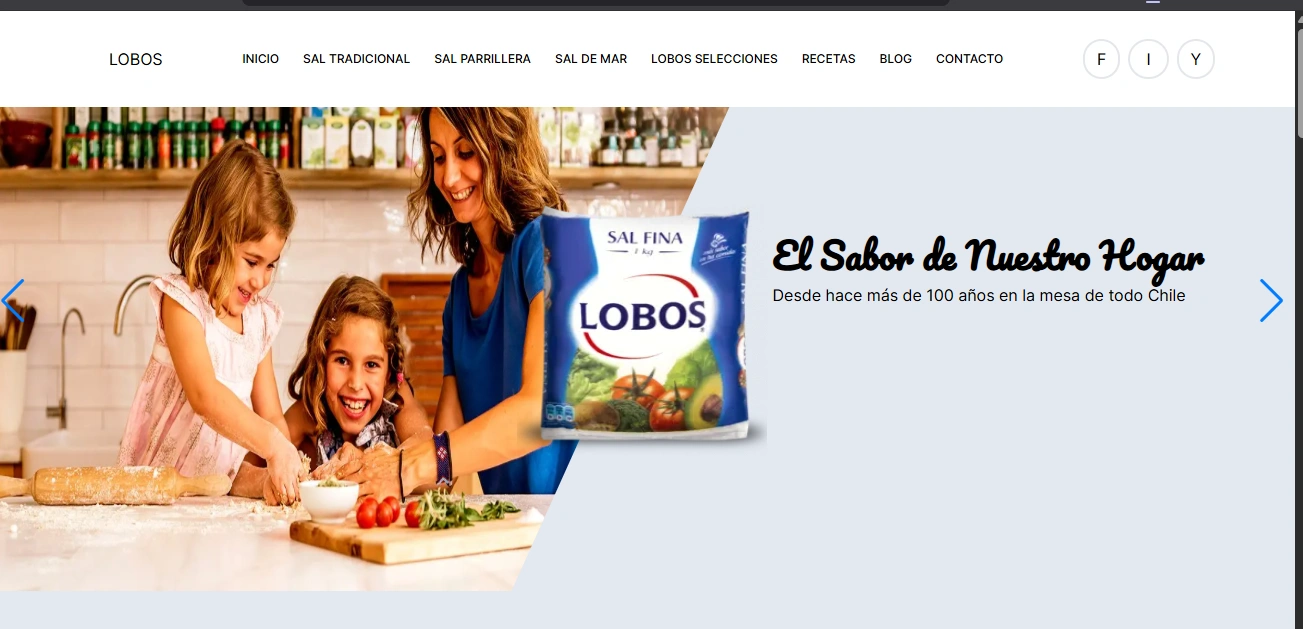 LOBOS
INICIO SAL TRADICIONAL SAL PARRILLERA SAL DE MAR LOBOS SELECCIONES RECETAS BLOG CONTACTO
F I Y
SAL FINA
1 kg
LOBOS
El Sabor de Nuestro Hogar
Desde hace más de 100 años en la mesa de todo Chile